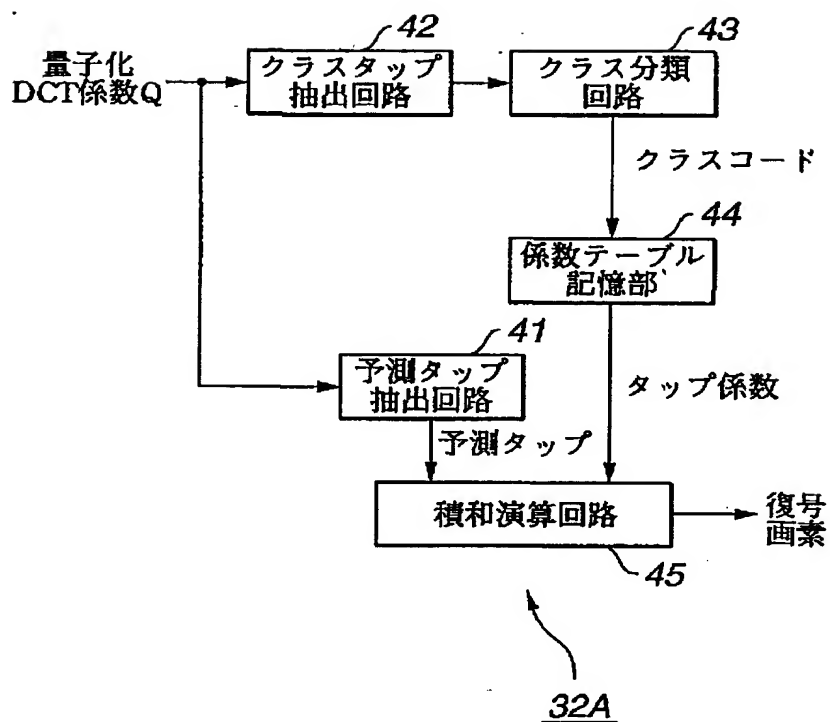 42
43
量子化
DCT係数Q
クラスタップ
抽出回路
クラス分類
回路
クラスコード
44
係数テーブル
記憶部
41
予測タップ
抽出回路
タップ係数
予測タップ
積和演算回路
復号
画素
45
32A